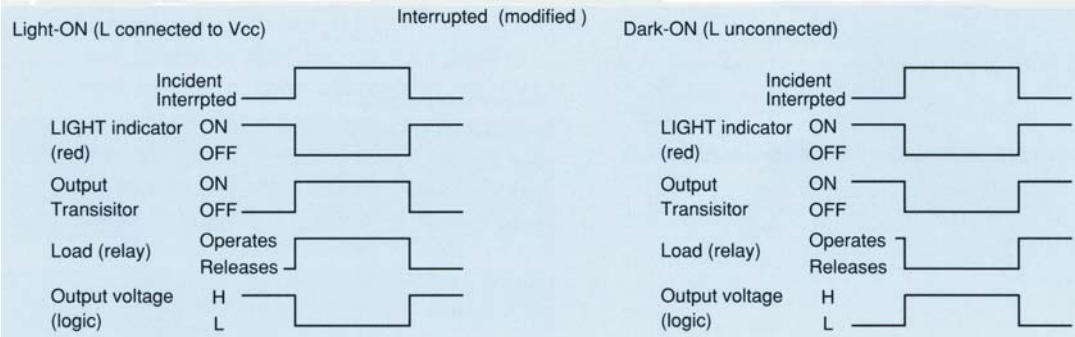 Interrupted (modified )
Light-ON (L connected to Vcc)
Incident
Interrpted
LIGHT indicator ON
(red) OFF
Output ON
Transisitor OFF
Load (relay) Operates
Releases
Output voltage H
(logic) L
Dark-ON (L unconnected)
Incident
Interrpted
LIGHT indicator ON
(red) OFF
Output ON
Transisitor OFF
Load (relay) Operates
Releases
Output voltage H
(logic) L